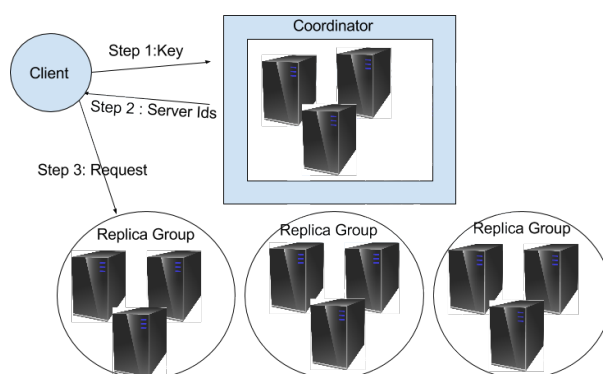 Coordinator
Step 1:Key
Client
Step 2 : Server Ids
Step 3: Request
Replica Group
Replica Group
Replica Group